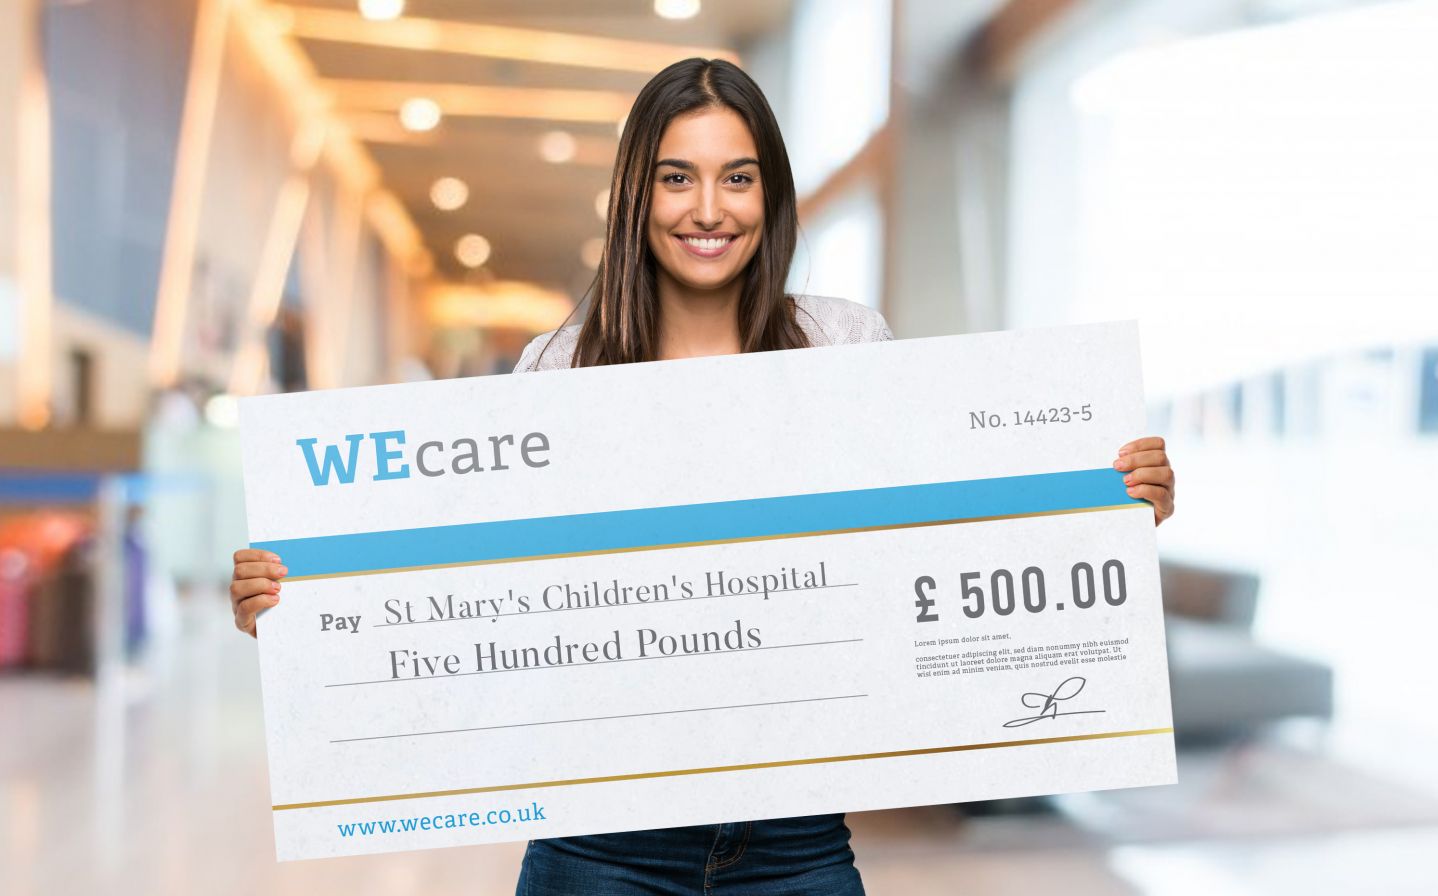 WEcare
No. 14423-5
Pay St Mary's Children's Hospital
Five Hundred Pounds
£ 500.00
Lorem ipsum dolor sit amet,
consectetuer adipiscing elit, sed diam nonummy nibh euismod
tincidunt ut laoreet dolore magna aliquam erat volutpat. Ut
wisi enim ad minim veniam, quis nostrud evelit esse molestie
www.wecare.co.uk